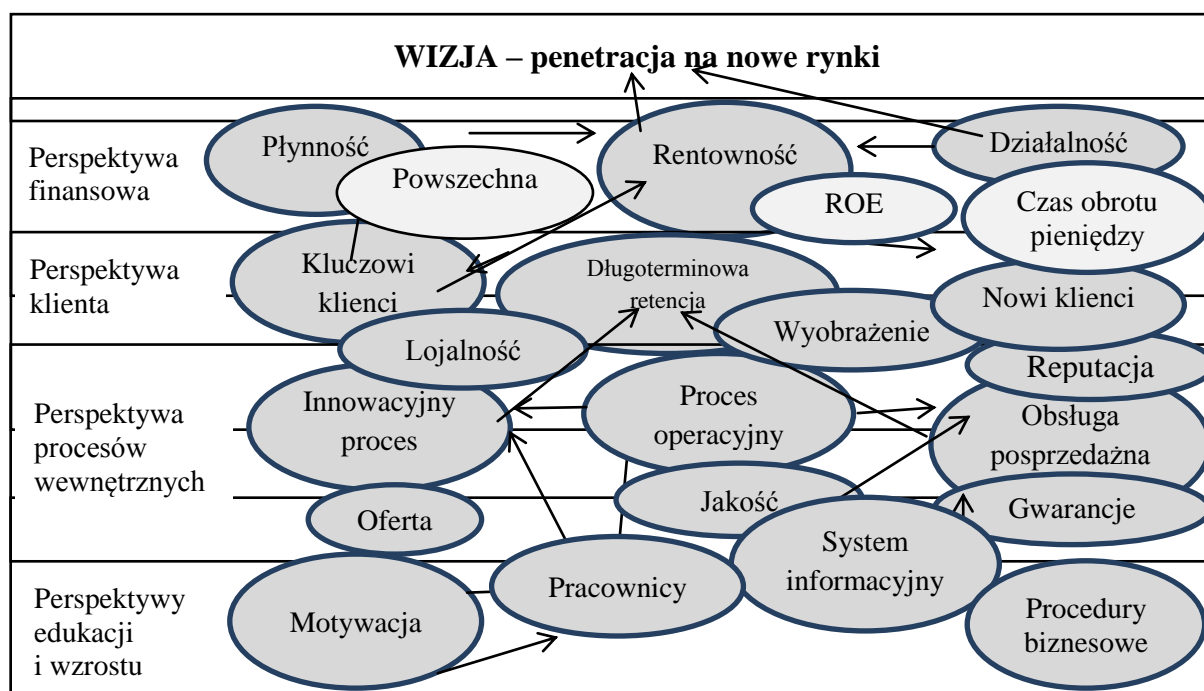 WIZJA – penetracja na nowe rynki
Perspektywa
finansowa
Płynność
Powszechna
Rentowność
ROE
Działalność
Czas obrotu
pieniędzy
Perspektywa
klienta
Kluczowi
klienci
Lojalność
Długoterminowa
retencja
Wyobrażenie
Nowi klienci
Reputacja
Perspektywa
procesów
wewnętrznych
Innowacyjny
proces
Oferta
Proces
operacyjny
Jakość
Obsługa
posprzedażna
Gwarancje
Perspektywy
edukacji
i wzrostu
Motywacja
Pracownicy
System
informacyjny
Procedury
biznesowe